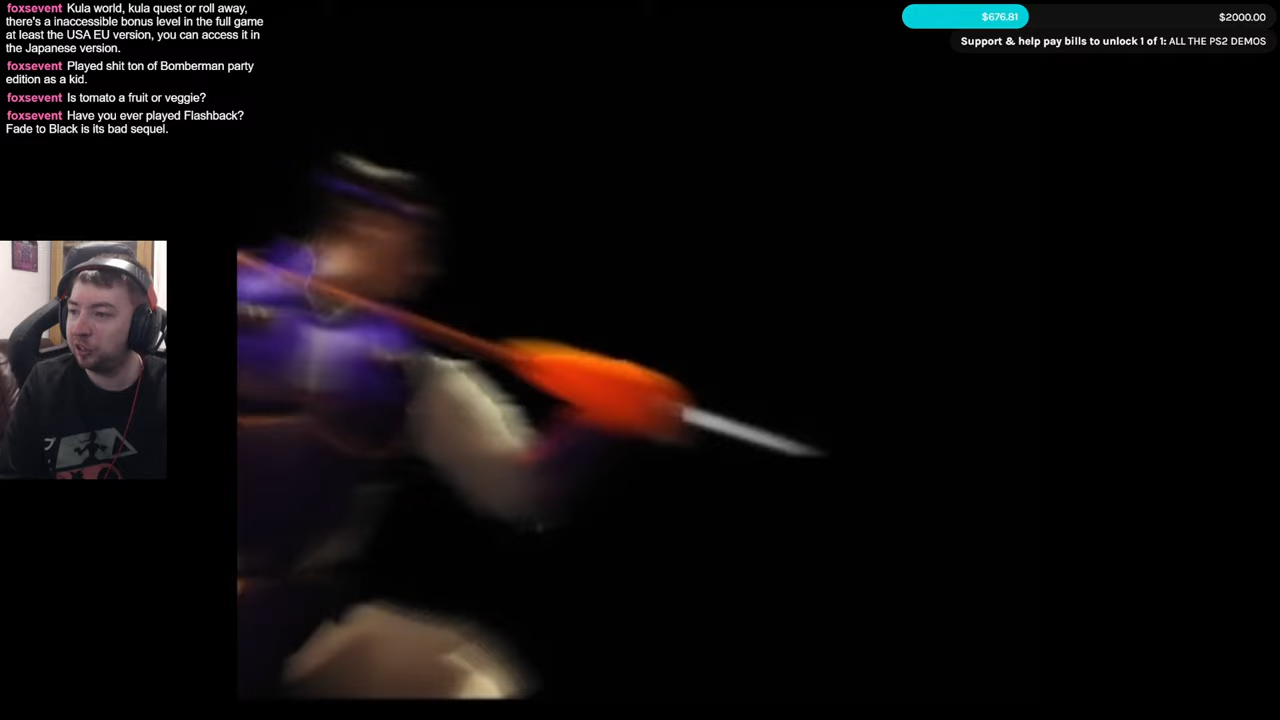 foxsevent Kula world, kula quest or roll away,
there's a inaccessible bonus level in the full game
at least the USA EU version, you can access it in
the Japanese version.
foxsevent Played shit ton of Bomberman party
edition as a kid.
foxsevent Is tomato a fruit or veggie?
foxsevent Have you ever played Flashback?
Fade to Black is its bad sequel.
$676.81
$2000.00
Support & help pay bills to unlock 1 of 1: ALL THE PS2 DEMOS